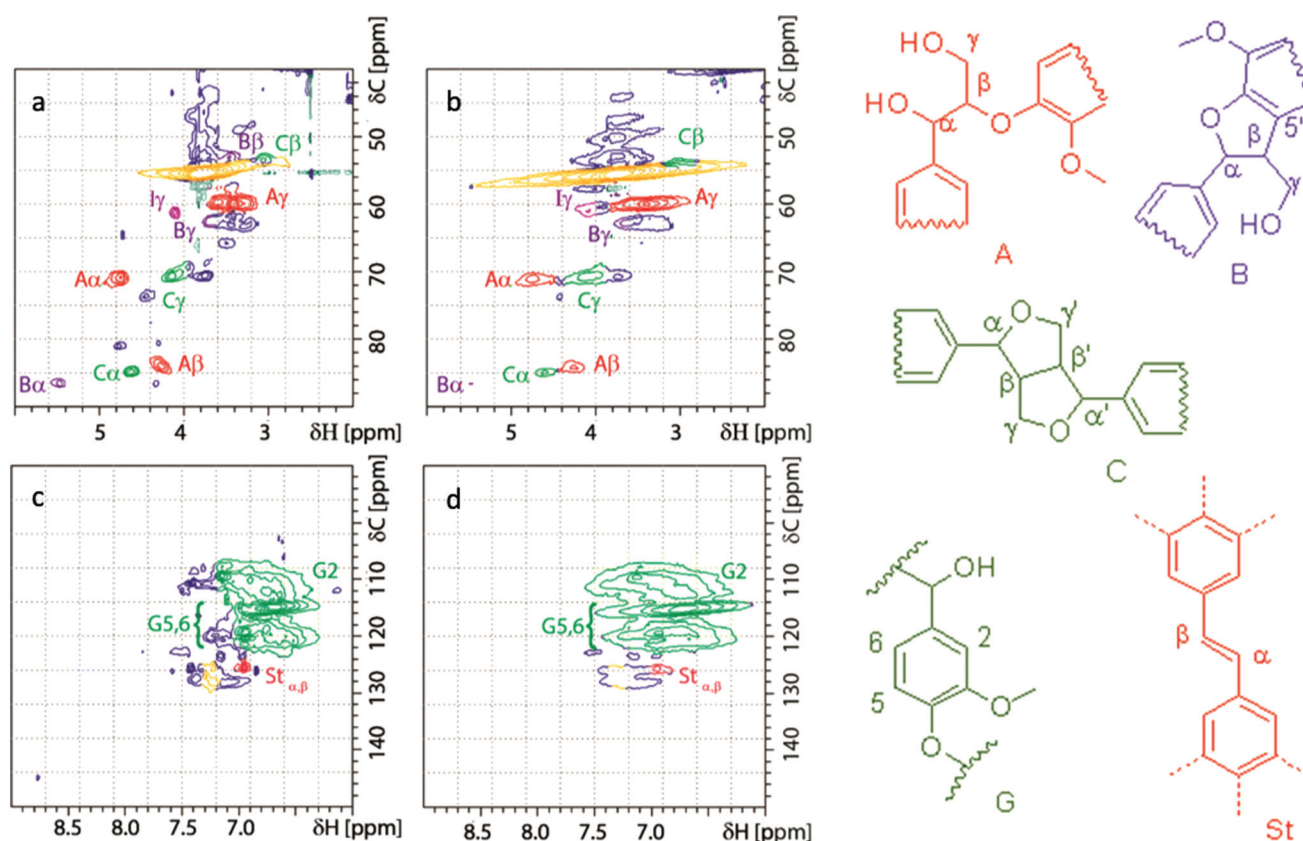 a
δC [ppm]
50
60
70
80
Bβ
Cβ
Iγ
Aγ
Bγ
Aα
Cγ
Aβ
Cα
Bα
5
4
3
δH [ppm]
b
δC [ppm]
50
60
70
80
Cβ
Iγ
Aγ
Bγ
Aα
Cγ
Cα
Aβ
Bα
5
4
3
δH [ppm]
c
δC [ppm]
110
120
130
140
G2
G5,6
St α,β
8.5
8.0
7.5
7.0
δH [ppm]
d
δC [ppm]
110
120
130
140
G2
G5,6
St α,β
8.5
8.0
7.5
7.0
δH [ppm]
HO
γ
β
HO
α
O
O
A
O
O
β
5'
α
γ
HO
B
α
O
γ'
β'
β
α'
γ
O
C
OH
6
2
5
O
O
G
β
α
St